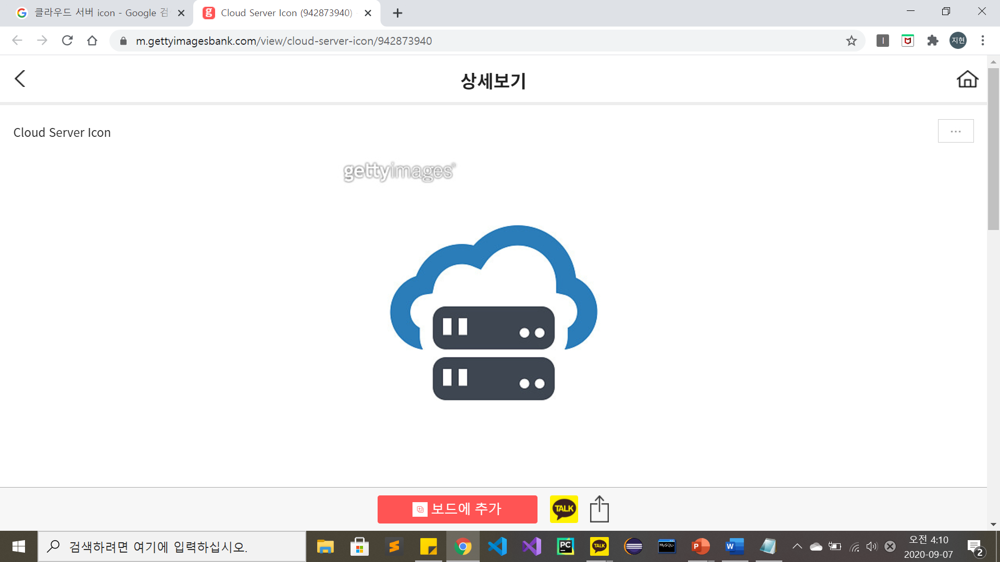 클라우드 서버 icon - Google 검
Cloud Server Icon (942873940)
m.gettyimagesbank.com/view/cloud-server-icon/942873940
지현
상세보기
Cloud Server Icon
...
gettyimages®
보드에 추가
TALK
검색하려면 여기에 입력하십시오.
PC
TALK
MySQL
P
W
오전 4:10
2020-09-07
2